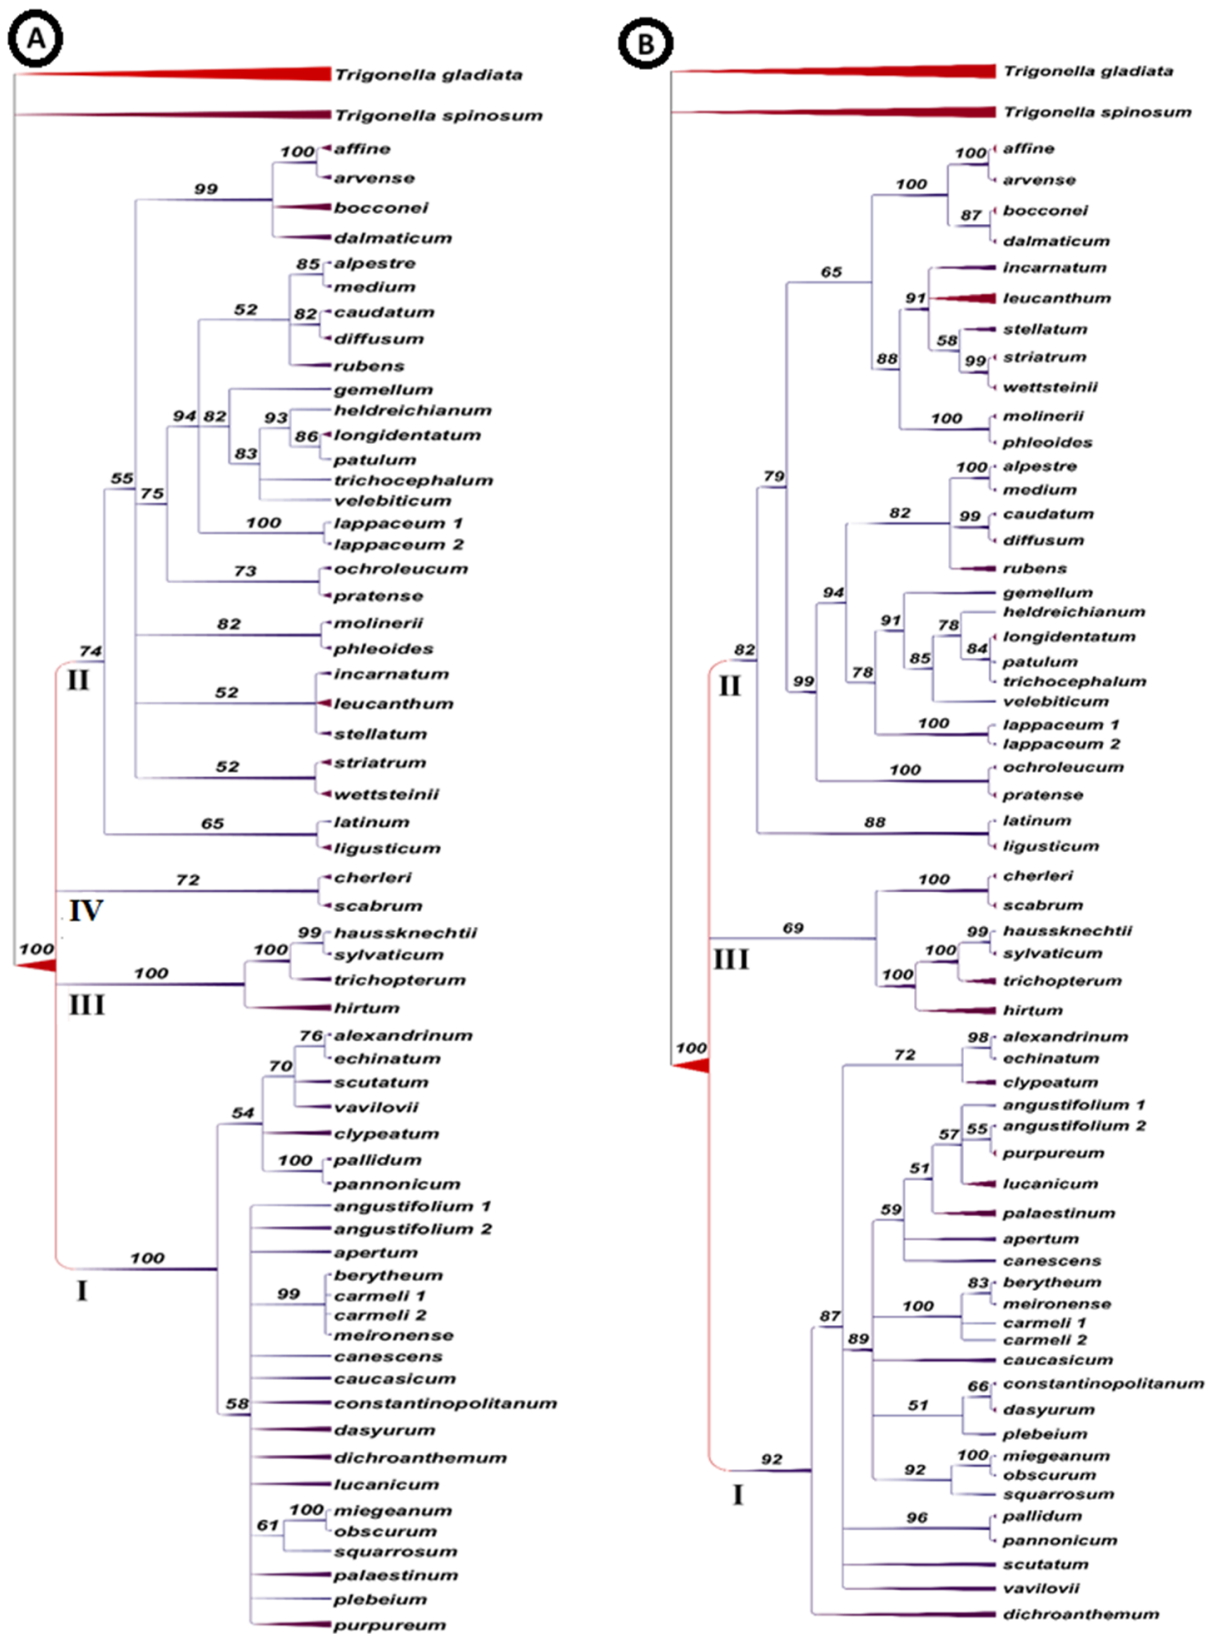 A
Trigonella gladiata
Trigonella spinosum
100
affine
arvense
99
bocconei
dalmaticum
85
alpestre
medium
52
82
caudatum
diffusum
rubens
94
82
gemellum
93
heldreichianum
86
longidentatum
83
patulum
trichocephalum
velebiticum
55
75
100
lappaceum 1
lappaceum 2
73
ochroleucum
pratense
82
molinerii
phleoides
74
II
52
incarnatum
leucanthum
stellatum
52
striatrum
wettsteinii
65
latinum
ligusticum
72
IV
cherleri
scabrum
100
99
haussknechtii
100
sylvaticum
100
III
trichopterum
hirtum
76
alexandrinum
echinatum
70
scutatum
vavilovii
54
clypeatum
100
pallidum
pannonicum
angustifolium 1
angustifolium 2
apertum
100
I
99
berytheum
carmeli 1
carmeli 2
meironense
canescens
caucasicum
58
constantinopolitanum
dasyurum
dichroanthemum
lucanicum
100
miegeanum
61
obscurum
squarrosum
palaestinum
plebeium
purpureum
B
Trigonella gladiata
Trigonella spinosum
100
affine
100
arvense
87
bocconei
dalmaticum
65
incarnatum
91
leucanthum
58
stellatum
88
99
striatrum
wettsteinii
100
molinerii
phleoides
79
100
alpestre
medium
82
99
caudatum
diffusum
rubens
94
91
gemellum
78
heldreichianum
84
longidentatum
85
patulum
trichocephalum
78
velebiticum
82
II
99
100
lappaceum 1
lappaceum 2
100
ochroleucum
pratense
88
latinum
ligusticum
100
cherleri
scabrum
69
III
99
haussknechtii
100
sylvaticum
100
trichopterum
hirtum
100
98
alexandrinum
72
echinatum
clypeatum
angustifolium 1
57
55
angustifolium 2
purpureum
51
lucanicum
59
palaestinum
apertum
canescens
83
berytheum
100
meironense
carmeli 1
carmeli 2
87
89
caucasicum
66
constantinopolitanum
51
dasyurum
plebeium
100
miegeanum
92
obscurum
squarrosum
92
I
96
pallidum
pannonicum
scutatum
vavilovii
dichroanthemum